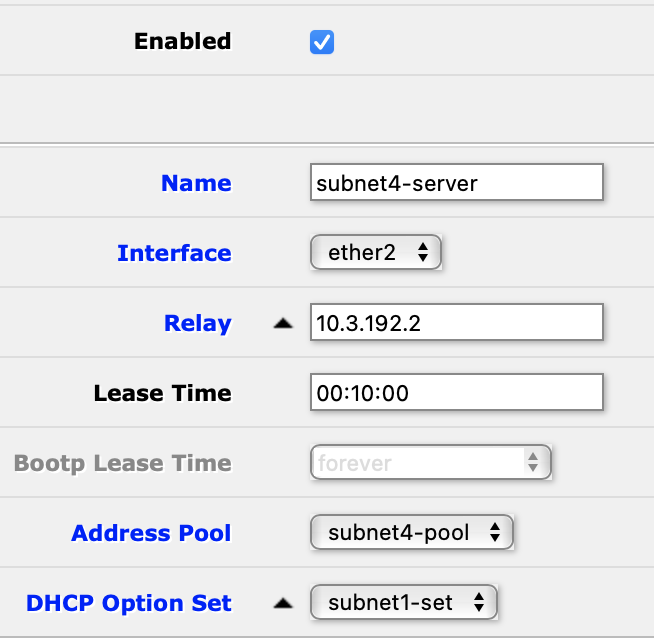 Enabled
Name subnet4-server
Interface ether2
Relay 10.3.192.2
Lease Time 00:10:00
Bootp Lease Time forever
Address Pool subnet4-pool
DHCP Option Set subnet1-set